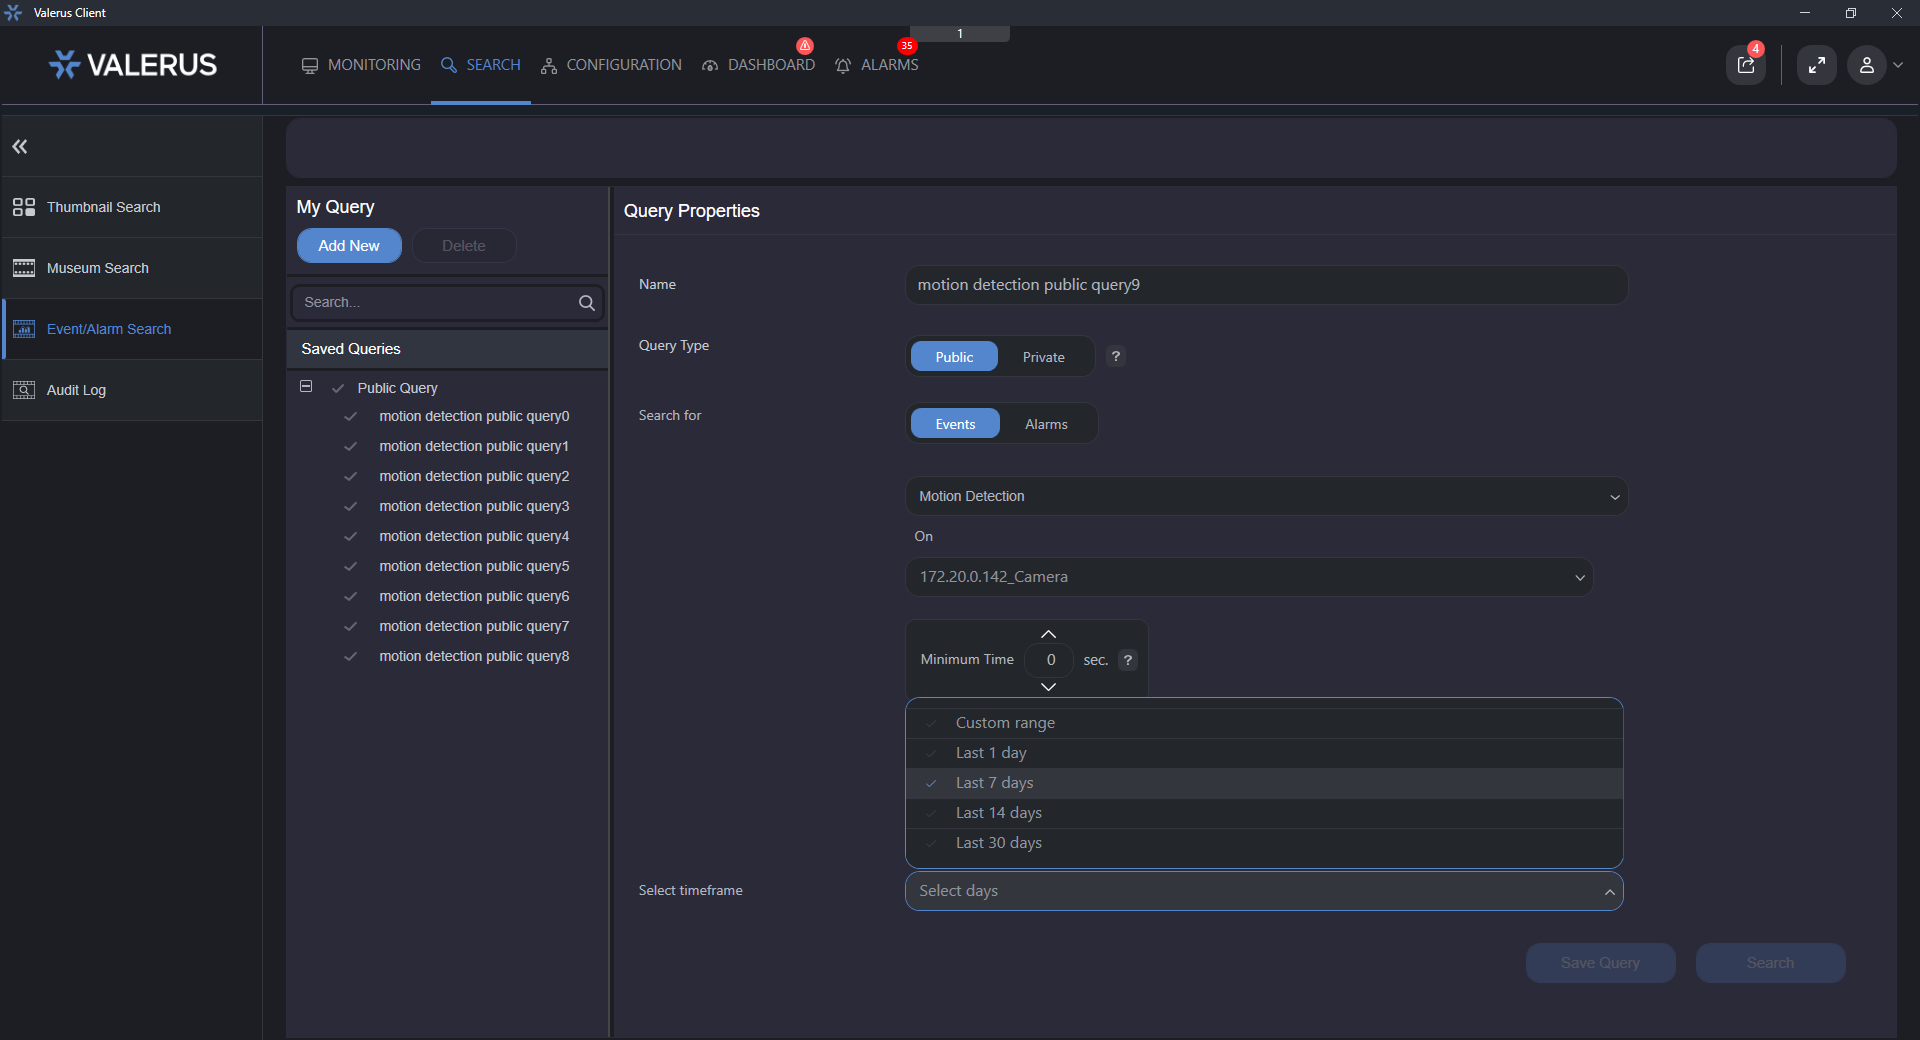 Valerus Client
VALERUS
MONITORING
SEARCH
CONFIGURATION
DASHBOARD
35
ALARMS
1
4
Thumbnail Search
Museum Search
Event/Alarm Search
Audit Log
My Query
Add New
Delete
Search...
Saved Queries
Public Query
motion detection public query0
motion detection public query1
motion detection public query2
motion detection public query3
motion detection public query4
motion detection public query5
motion detection public query6
motion detection public query7
motion detection public query8
Query Properties
Name
motion detection public query9
Query Type
Public
Private
?
Search for
Events
Alarms
Motion Detection
On
172.20.0.142_Camera
Minimum Time
0
sec.
?
Custom range
Last 1 day
Last 7 days
Last 14 days
Last 30 days
Select timeframe
Select days
Save Query
Search